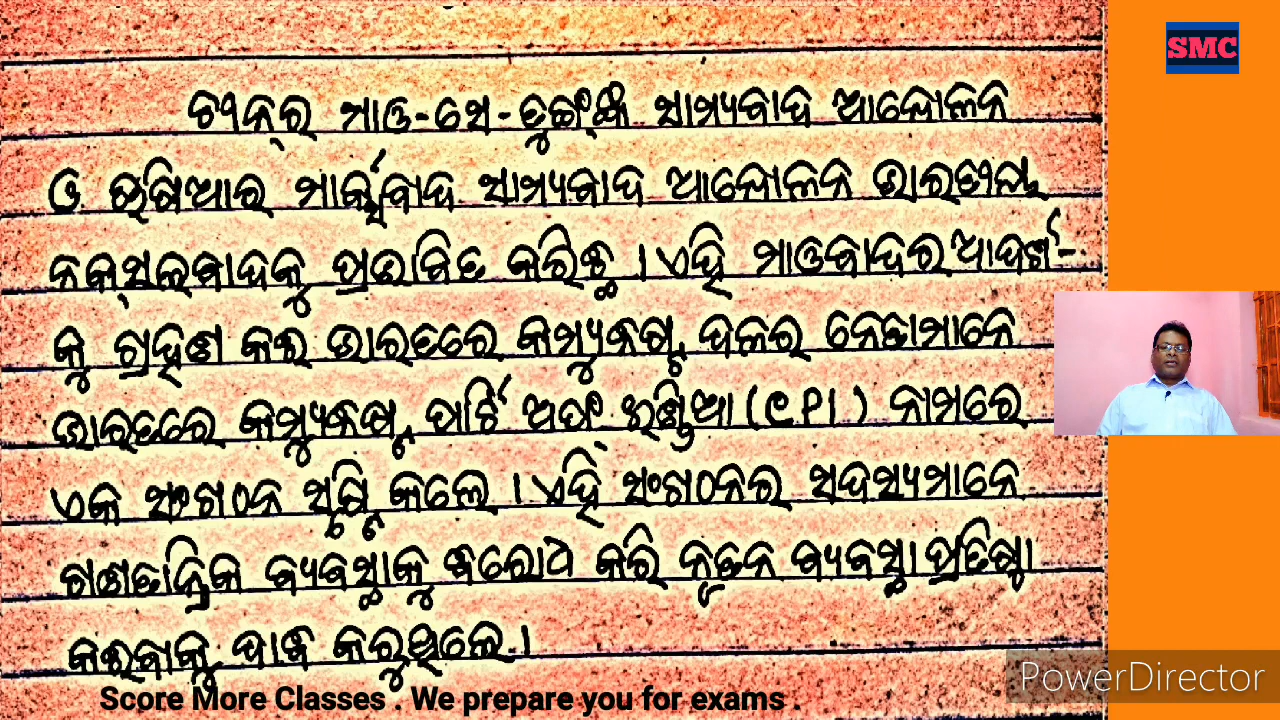 SMC
ଚୀନ୍‌ର ମାଓ-ସେ-ତୁଙ୍ଗ୍‌ଙ୍କ ସାମ୍ୟବାଦ ଆନ୍ଦୋଳନ
ଓ ଋଷିଆର ମାର୍କ୍ସବାଦ ସାମ୍ୟବାଦ ଆନ୍ଦୋଳନ ଭାରତୀୟ
ନକ୍ସଲବାଦକୁ ପ୍ରଭାବିତ କରିଛି । ଏହି ମାଓବାଦର ଆଦର୍ଶ-
କୁ ଗ୍ରହଣ କରି ଭାରତରେ କମ୍ୟୁନିଷ୍ଟ ଦଳର ନେତାମାନେ
ଭାରତରେ କମ୍ୟୁନିଷ୍ଟ ପାର୍ଟି ଅଫ୍ ଇଣ୍ଡିଆ (CPI) ନାମରେ
ଏକ ସଂଗଠନ ସୃଷ୍ଟି କଲେ । ଏହି ସଂଗଠନର ସଦସ୍ୟମାନେ
ଗଣତାନ୍ତ୍ରିକ ବ୍ୟବସ୍ଥାକୁ ବିରୋଧ କରି ନୂତନ ବ୍ୟବସ୍ଥା ପ୍ରତିଷ୍ଠା
କରିବାକୁ ଦାବି କରୁଥିଲେ ।
PowerDirector
Score More Classes . We prepare you for exams .